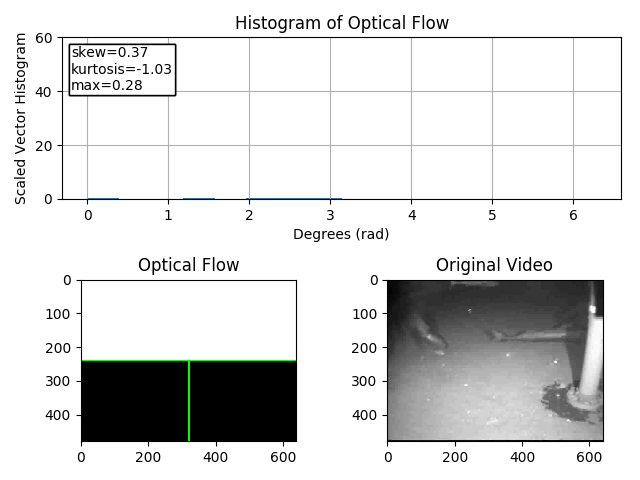 Histogram of Optical Flow
skew=0.37
kurtosis=-1.03
max=0.28
Scaled Vector Histogram
60
40
20
0
0 1 2 3 4 5 6
Degrees (rad)
Optical Flow
0
100
200
300
400
0 200 400 600
Original Video
0
100
200
300
400
0 200 400 600